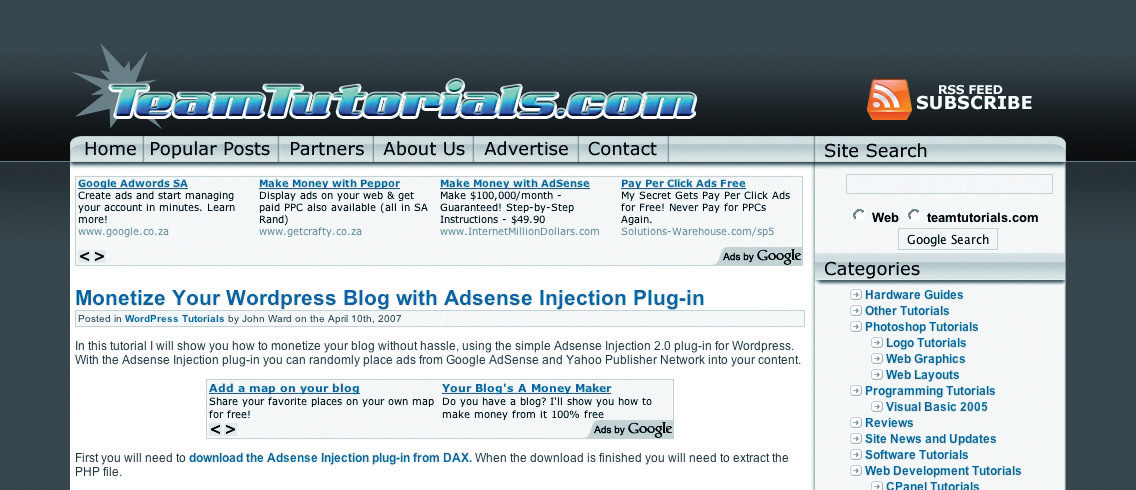 TeamTutorials.com
RSS FEED
SUBSCRIBE
Home Popular Posts Partners About Us Advertise Contact
Google Adwords SA
Create ads and start managing
your account in minutes. Learn
more!
www.google.co.za
Make Money with Peppor
Display ads on your web & get
paid PPC also available (all in SA
Rand)
www.getcrafty.co.za
Make Money with AdSense
Make $100,000/month -
Guaranteed! Step-by-Step
Instructions - $49.90
www.InternetMillionDollars.com
Pay Per Click Ads Free
My Secret Gets Pay Per Click Ads
for Free! Never Pay for PPCs
Again.
Solutions-Warehouse.com/sp5
< >
Ads by Google
Monetize Your Wordpress Blog with Adsense Injection Plug-in
Posted in WordPress Tutorials by John Ward on the April 10th, 2007
In this tutorial I will show you how to monetize your blog without hassle, using the simple Adsense Injection 2.0 plug-in for Wordpress.
With the Adsense Injection plug-in you can randomly place ads from Google AdSense and Yahoo Publisher Network into your content.
Add a map on your blog
Share your favorite places on your own map
for free!
Your Blog's A Money Maker
Do you have a blog? I'll show you how to
make money from it 100% free
< >
Ads by Google
First you will need to download the Adsense Injection plug-in from DAX. When the download is finished you will need to extract the
PHP file.
Site Search
Web teamtutorials.com
Google Search
Categories
Hardware Guides
Other Tutorials
Photoshop Tutorials
Logo Tutorials
Web Graphics
Web Layouts
Programming Tutorials
Visual Basic 2005
Reviews
Site News and Updates
Software Tutorials
Web Development Tutorials
CPanel Tutorials